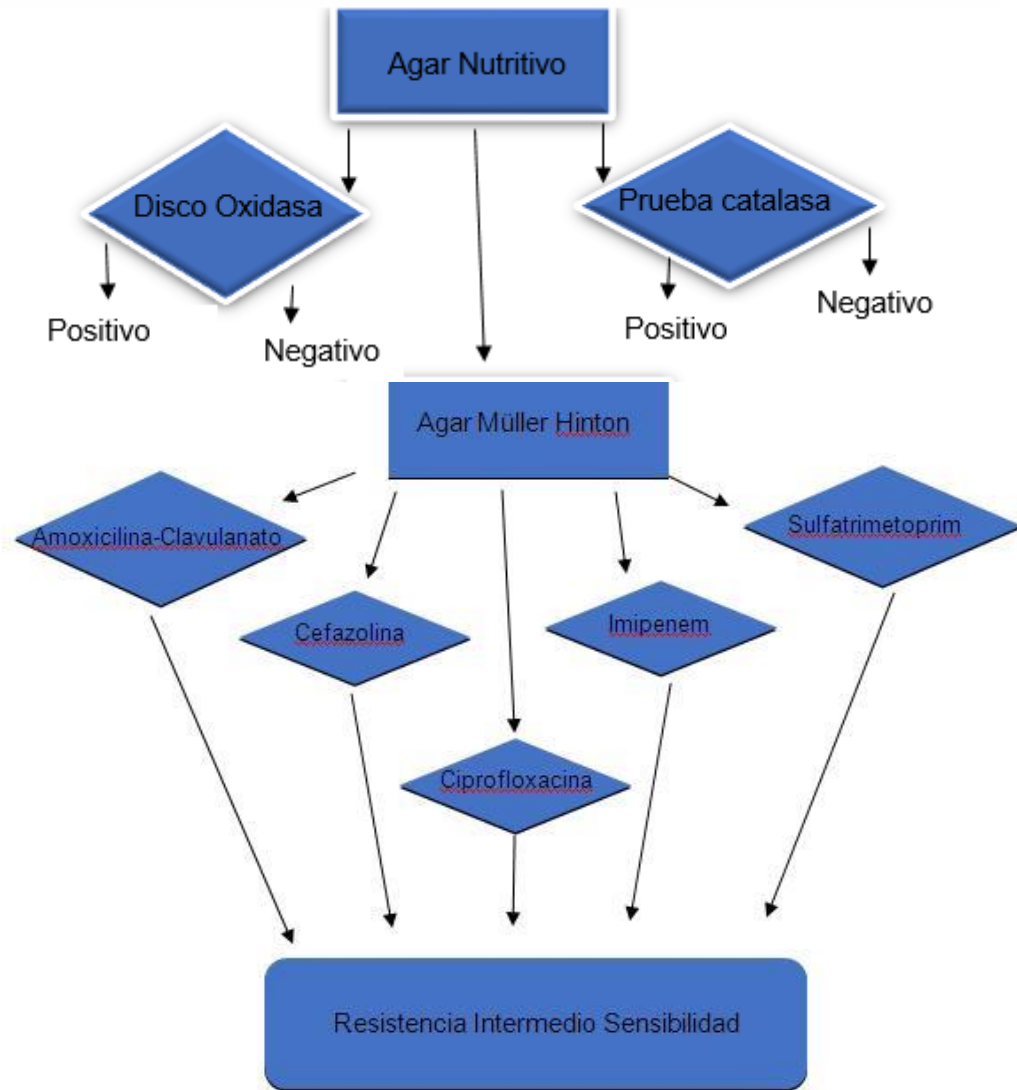 Agar Nutritivo
Disco Oxidasa
Prueba catalasa
Positivo
Negativo
Positivo
Negativo
Agar Müller Hinton
Amoxicilina-Clavulanato
Cefazolina
Ciprofloxacina
Imipenem
Sulfatrimetoprim
Resistencia Intermedio Sensibilidad